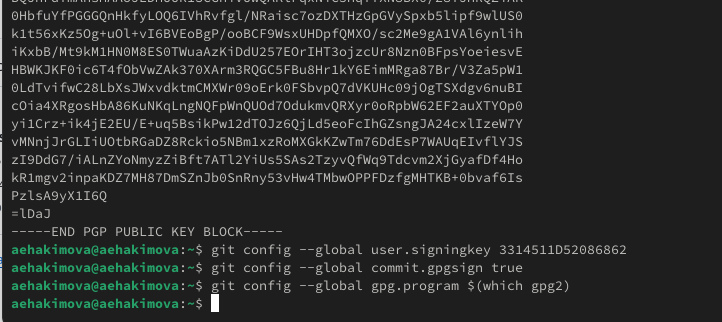 0HbfuYfPGGGQnHkfyLOQ6IVhRvfgl/NRaisc7ozDXTHzGpGVySpxb5lipf9wlUS0
k1t56xKz5Og+uOl+vI6BVEoBgP/ooBCF9WsxUHDpfQMXO/sc2Me9gA1VAl6ynlih
iKxbB/Mt9kM1HN0M8ES0TWuaAzKiDdU257EOrIHT3ojzcUr8Nzn0BFpsYoeiesvE
HBWKJKF0ic6T4fObVwZAk370XArm3RQGC5FBu8Hr1kY6EimMRga87Br/V3Za5pW1
0LdTvifwC28LbXsJWxvdktmCMXWr09oErk0FSbvpQ7dVKUHc09jOgTSXdgv6nuBI
cOia4XRgosHbA86KuNKqLngNQFpWnQUOd7OdukmvQRXyr0oRpbW62EF2auXTYOp0
yi1Crz+ik4jE2EU/E+uq5BsikPw12dTOJz6QjLd5eoFcIhGZsngJA24cxlIzeW7Y
vMNnjJrGLIiUOtbRGaDZ8Rckio5NBm1xzRoMXGkKZwTm76DdEsP7WAUqEIvflYJS
zI9DdG7/iALnZYoNmyzZiBft7ATl2YiUs5SAs2TzyvQfWq9Tdcvm2XjGyafDf4Ho
kR1mgv2inpaKDZ7MH87DmSZnJb0SnRny53vHw4TMbwOPPFDzfgMHTKB+0bvaf6Is
PzlsA9yX1I6Q
=lDaJ
-----END PGP PUBLIC KEY BLOCK-----
aehakimova@aehakimova:~$ git config --global user.signingkey 3314511D52086862
aehakimova@aehakimova:~$ git config --global commit.gpgsign true
aehakimova@aehakimova:~$ git config --global gpg.program $(which gpg2)
aehakimova@aehakimova:~$